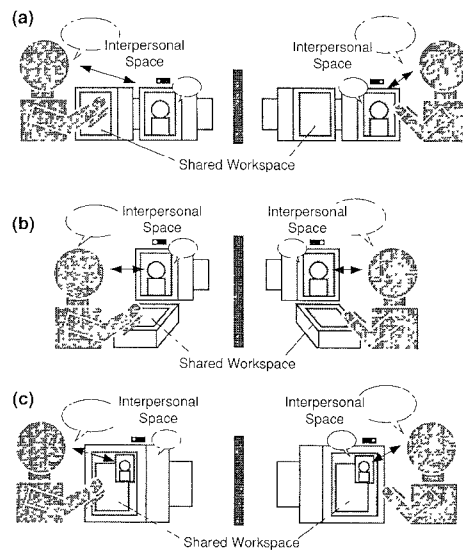 (a)
Interpersonal
Space
Interpersonal
Space
Shared Workspace
(b)
Interpersonal
Space
Interpersonal
Space
Shared Workspace
(c)
Interpersonal
Space
Interpersonal
Space
Shared Workspace